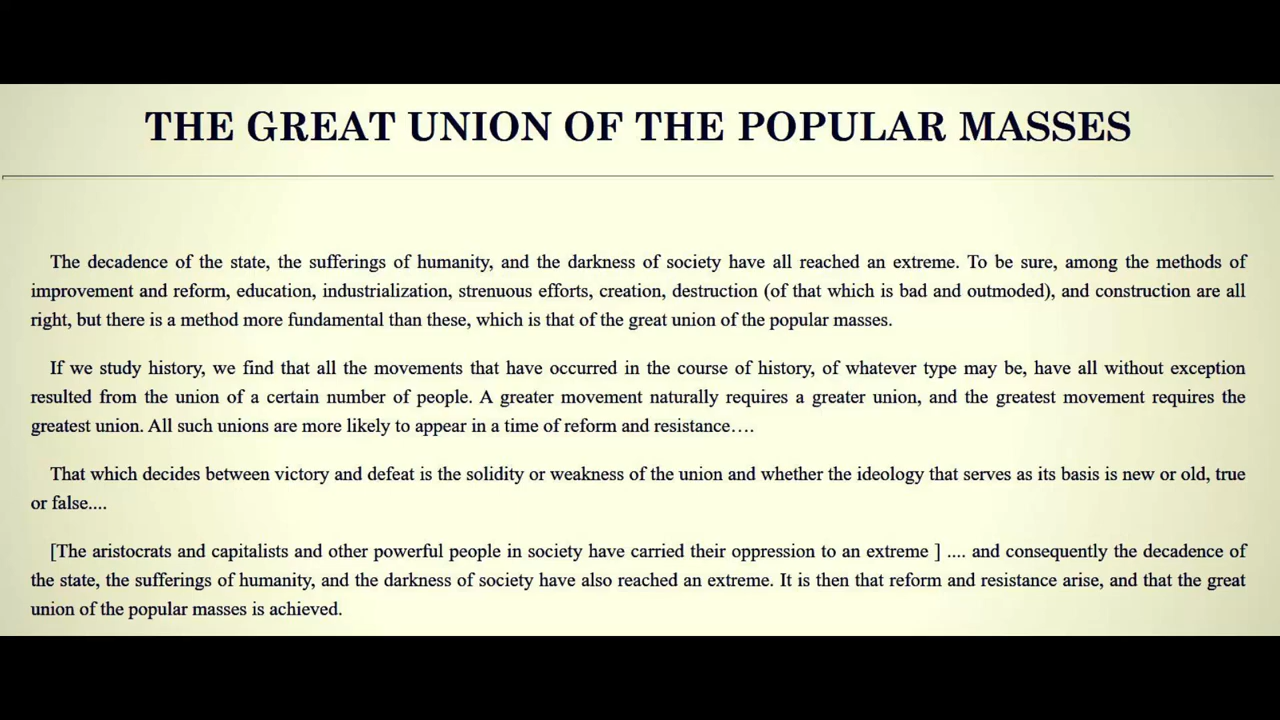 THE GREAT UNION OF THE POPULAR MASSES
The decadence of the state, the sufferings of humanity, and the darkness of society have all reached an extreme. To be sure, among the methods of
improvement and reform, education, industrialization, strenuous efforts, creation, destruction (of that which is bad and outmoded), and construction are all
right, but there is a method more fundamental than these, which is that of the great union of the popular masses.
If we study history, we find that all the movements that have occurred in the course of history, of whatever type may be, have all without exception
resulted from the union of a certain number of people. A greater movement naturally requires a greater union, and the greatest movement requires the
greatest union. All such unions are more likely to appear in a time of reform and resistance….
That which decides between victory and defeat is the solidity or weakness of the union and whether the ideology that serves as its basis is new or old, true
or false....
[The aristocrats and capitalists and other powerful people in society have carried their oppression to an extreme ] .... and consequently the decadence of
the state, the sufferings of humanity, and the darkness of society have also reached an extreme. It is then that reform and resistance arise, and that the great
union of the popular masses is achieved.